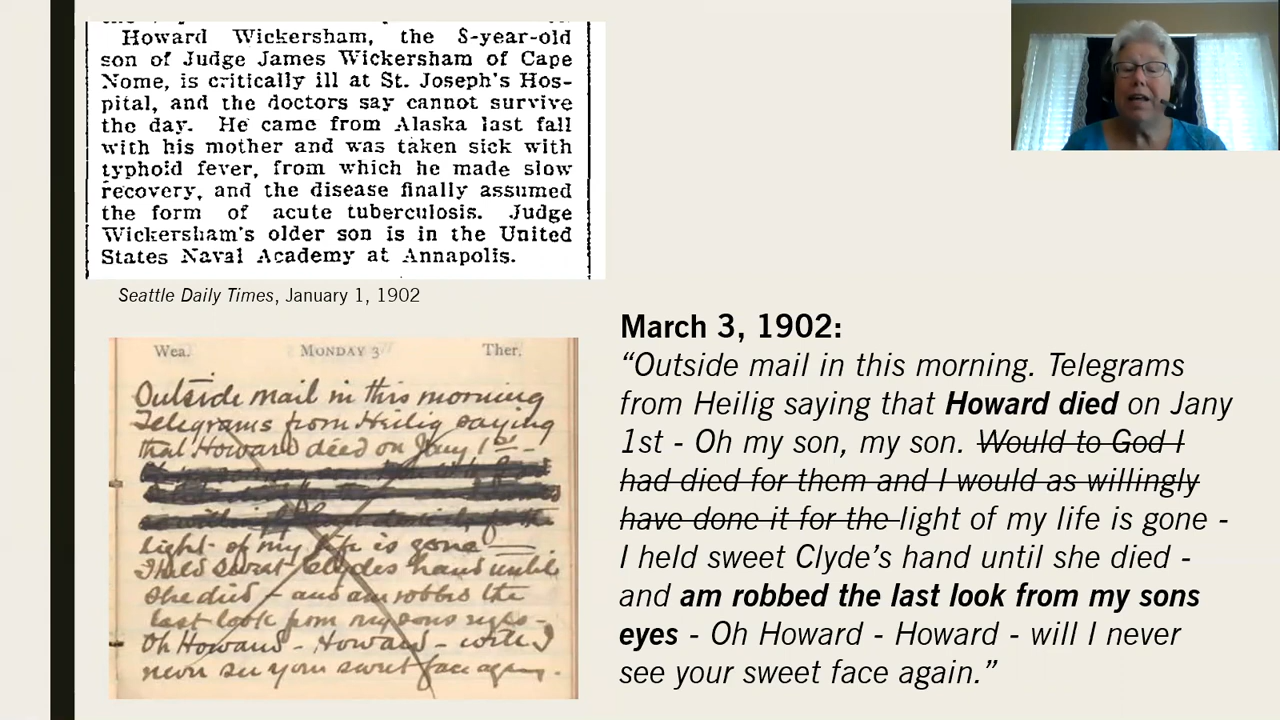 Howard Wickersham, the 8-year-old
son of Judge James Wickersham of Cape
Nome, is critically ill at St. Joseph's Hos-
pital, and the doctors say cannot survive
the day. He came from Alaska last fall
with his mother and was taken sick with
typhoid fever, from which he made slow
recovery, and the disease finally assumed
the form of acute tuberculosis. Judge
Wickersham's older son is in the United
States Naval Academy at Annapolis.
Seattle Daily Times, January 1, 1902
Wea. MONDAY 3 Ther.
Outside mail in this morning
Telegrams from Heilig saying
that Howard died on Jany 1st -
light of my life is gone -
I held sweet Clydes hand until
she died - and am robbed the
last look from my sons eyes -
Oh Howard - Howard - will I
never see your sweet face again.
March 3, 1902:
“Outside mail in this morning. Telegrams
from Heilig saying that Howard died on Jany
1st - Oh my son, my son. Would to God I
had died for them and I would as willingly
have done it for the light of my life is gone -
I held sweet Clyde’s hand until she died -
and am robbed the last look from my sons
eyes - Oh Howard - Howard - will I never
see your sweet face again.”